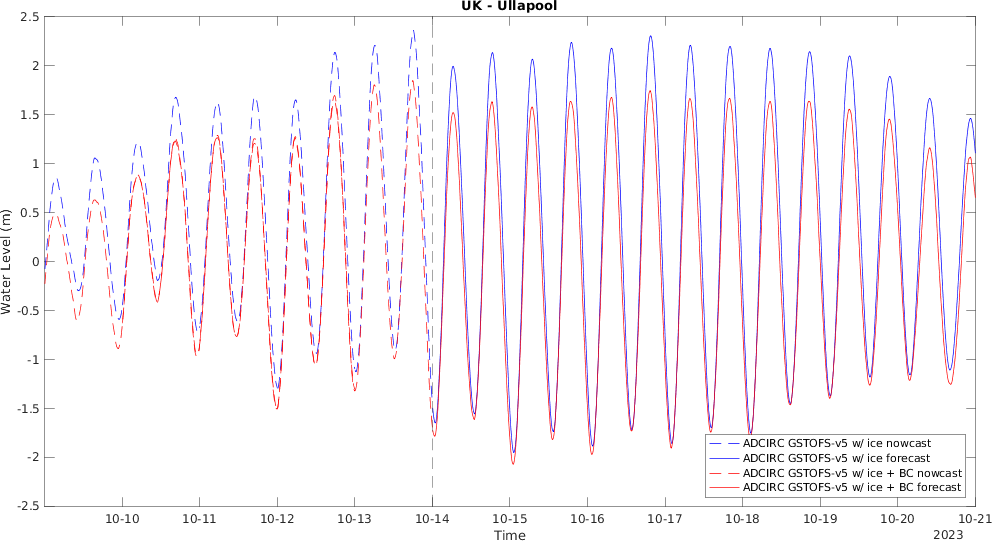 UK - Ullapool
2.5
2
1.5
1
0.5
0
-0.5
-1
-1.5
-2
-2.5
Water Level (m)
ADCIRC GSTOFS-v5 w/ ice nowcast
ADCIRC GSTOFS-v5 w/ ice forecast
ADCIRC GSTOFS-v5 w/ ice + BC nowcast
ADCIRC GSTOFS-v5 w/ ice + BC forecast
10-10 10-11 10-12 10-13 10-14 10-15 10-16 10-17 10-18 10-19 10-20 10-21
Time
2023